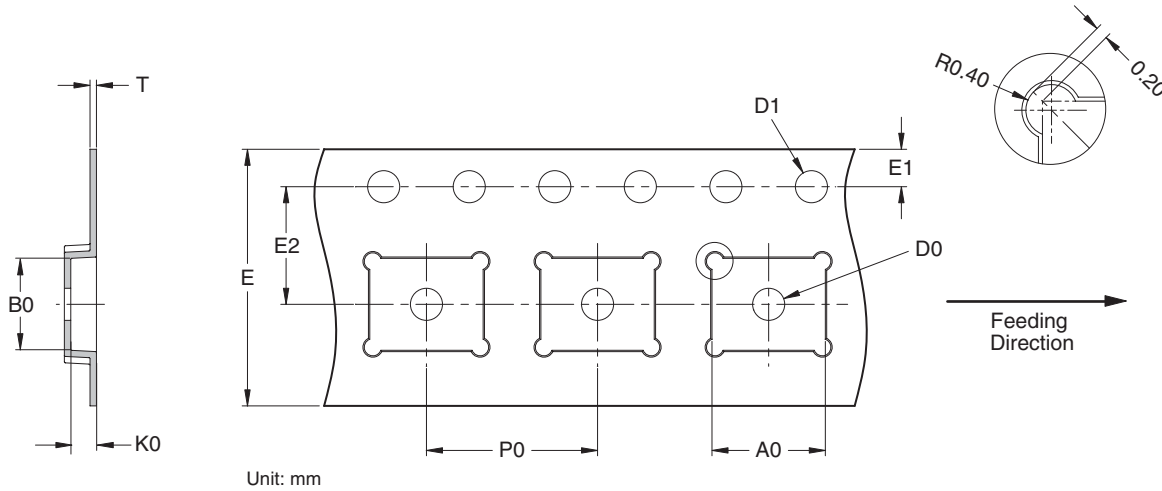 T
D1
R0.40
0.20
E1
E2
D0
E
B0
Feeding
Direction
K0
P0
A0
Unit: mm